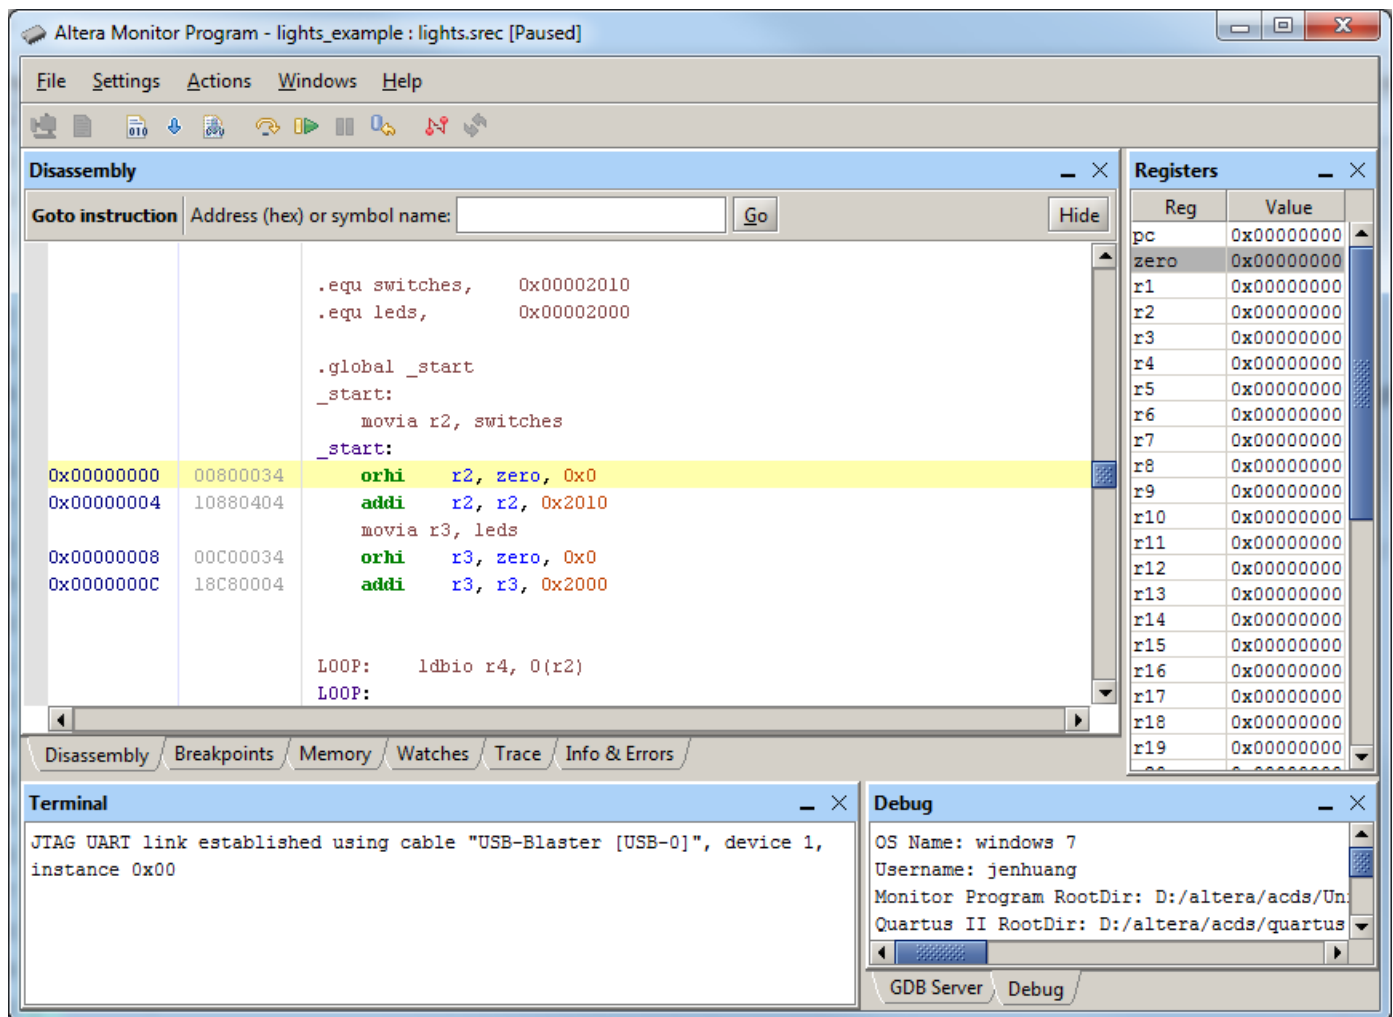 Altera Monitor Program - lights_example : lights.srec [Paused]
File Settings Actions Windows Help
Disassembly
Goto instruction Address (hex) or symbol name: Go Hide
.equ switches, 0x00002010
.equ leds, 0x00002000
.global _start
_start:
movia r2, switches
_start:
0x00000000 00800034 orhi r2, zero, 0x0
0x00000004 10880404 addi r2, r2, 0x2010
movia r3, leds
0x00000008 00C00034 orhi r3, zero, 0x0
0x0000000C 18C80004 addi r3, r3, 0x2000
LOOP: ldbio r4, 0(r2)
LOOP:
Disassembly Breakpoints Memory Watches Trace Info & Errors
Registers
Reg Value
pc 0x00000000
zero 0x00000000
r1 0x00000000
r2 0x00000000
r3 0x00000000
r4 0x00000000
r5 0x00000000
r6 0x00000000
r7 0x00000000
r8 0x00000000
r9 0x00000000
r10 0x00000000
r11 0x00000000
r12 0x00000000
r13 0x00000000
r14 0x00000000
r15 0x00000000
r16 0x00000000
r17 0x00000000
r18 0x00000000
r19 0x00000000
Terminal
JTAG UART link established using cable "USB-Blaster [USB-0]", device 1,
instance 0x00
Debug
OS Name: windows 7
Username: jenhuang
Monitor Program RootDir: D:/altera/acds/Un
Quartus II RootDir: D:/altera/acds/quartus
GDB Server Debug